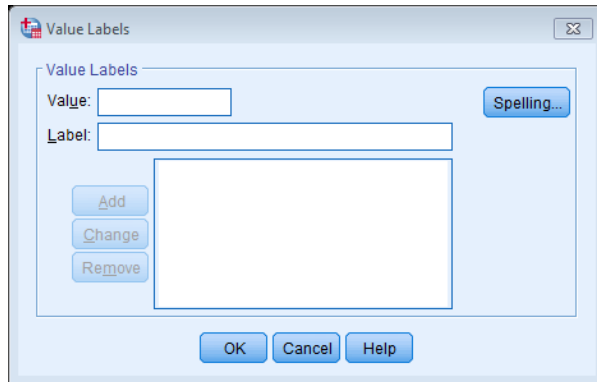 Value Labels
Value Labels
Value:
Spelling...
Label:
Add
Change
Remove
OK Cancel Help